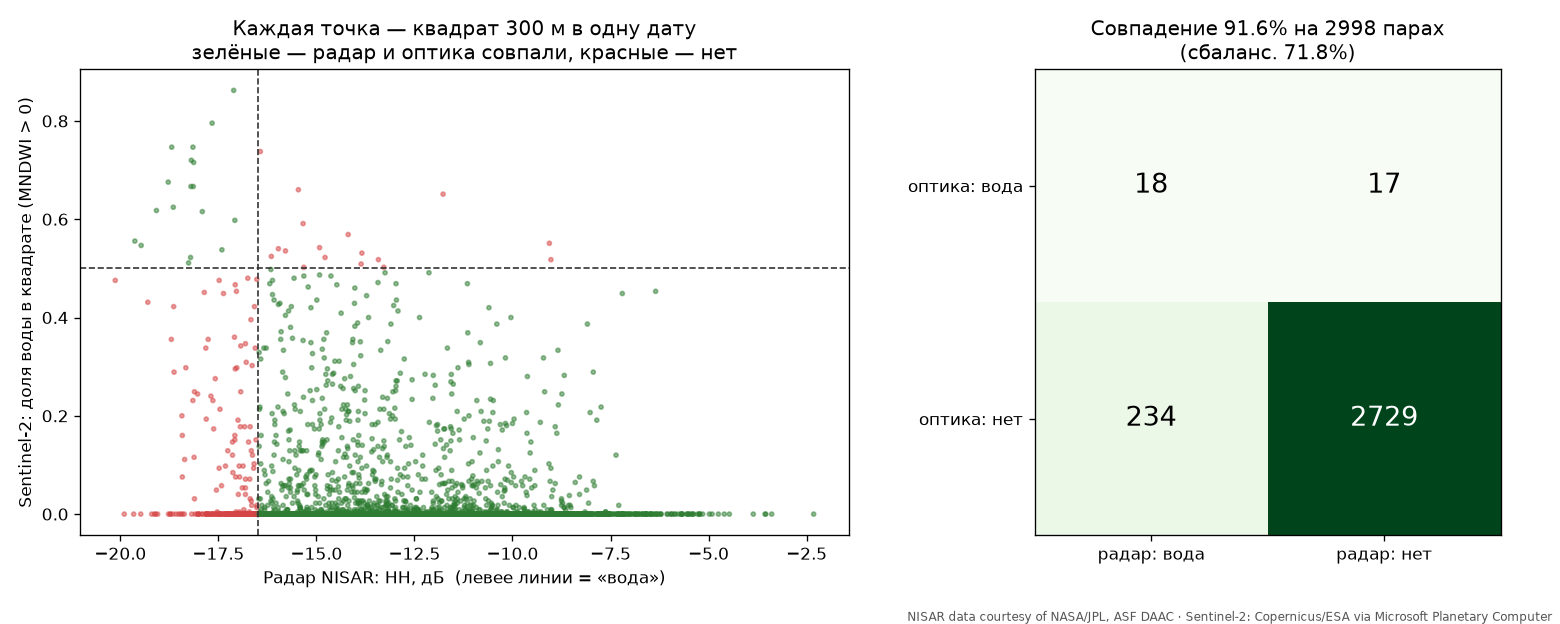 Каждая точка — квадрат 300 м в одну дату
зелёные — радар и оптика совпали, красные — нет
Sentinel-2: доля воды в квадрате (MNDWI > 0)
0.8
0.6
0.4
0.2
0.0
−20.0 −17.5 −15.0 −12.5 −10.0 −7.5 −5.0 −2.5
Радар NISAR: HH, дБ (левее линии = «вода»)
Совпадение 91.6% на 2998 парах
(сбаланс. 71.8%)
оптика: вода 18 17
оптика: нет 234 2729
радар: вода радар: нет
NISAR data courtesy of NASA/JPL, ASF DAAC · Sentinel-2: Copernicus/ESA via Microsoft Planetary Computer